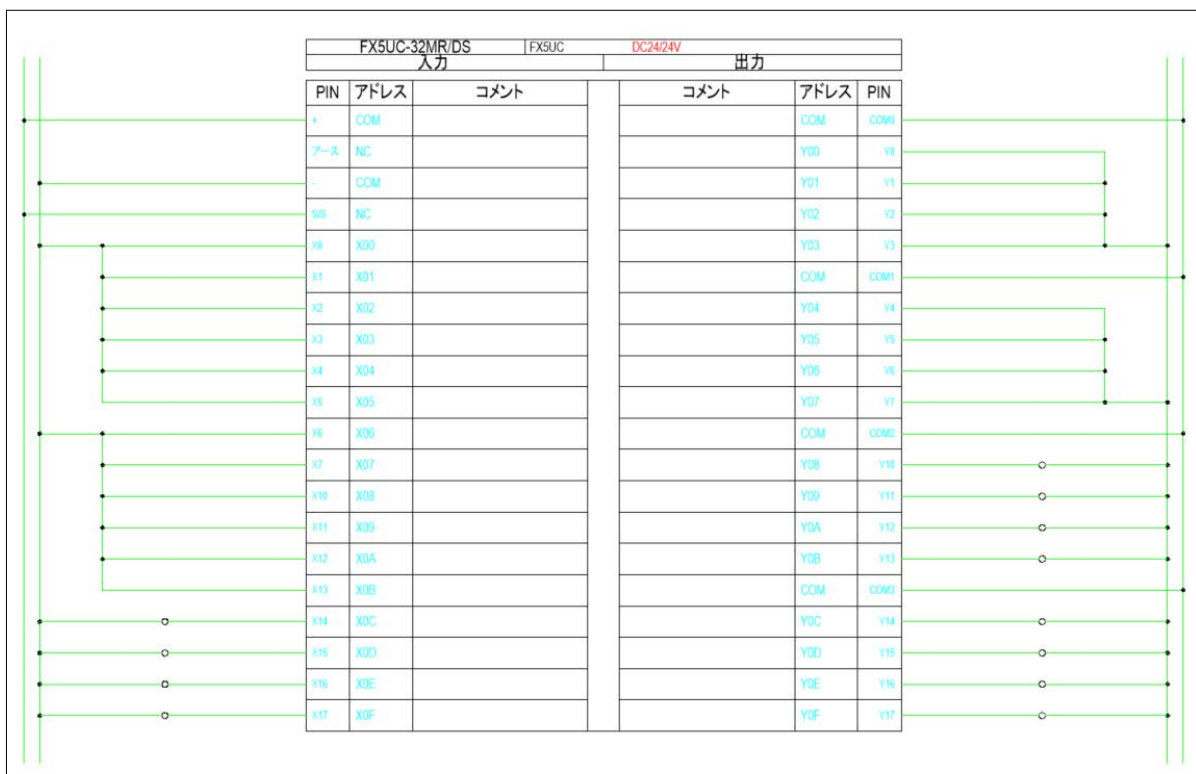 FX5UC-32MR/DS FX5UC DC24/24V
入力 出力
PIN アドレス コメント コメント アドレス PIN
+ COM COM COM0
アース NC Y00 Y0
- COM Y01 Y1
S/S NC Y02 Y2
X0 X00 Y03 Y3
X1 X01 COM COM1
X2 X02 Y04 Y4
X3 X03 Y05 Y5
X4 X04 Y06 Y6
X5 X05 Y07 Y7
X6 X06 COM COM2
X7 X07 Y08 Y10
X10 X08 Y09 Y11
X11 X09 Y0A Y12
X12 X0A Y0B Y13
X13 X0B COM COM3
X14 X0C Y0C Y14
X15 X0D Y0D Y15
X16 X0E Y0E Y16
X17 X0F Y0F Y17